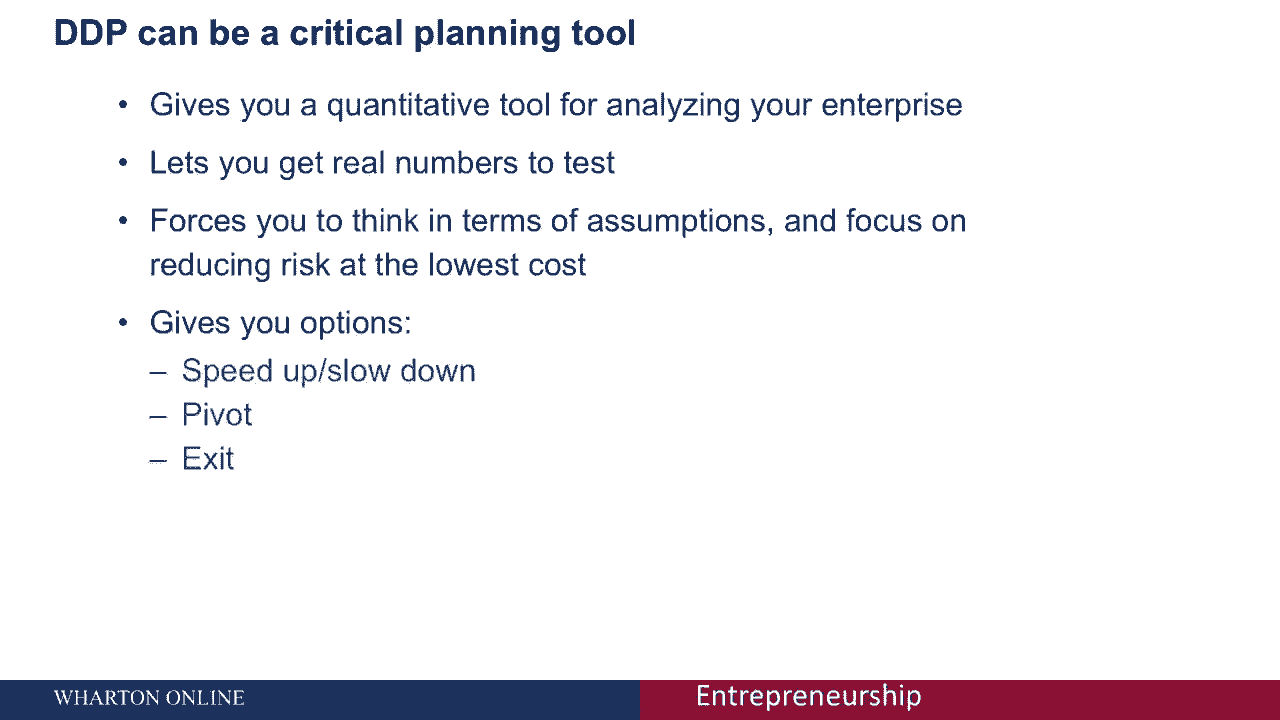 DDP can be a critical planning tool
• Gives you a quantitative tool for analyzing your enterprise
• Lets you get real numbers to test
• Forces you to think in terms of assumptions, and focus on
reducing risk at the lowest cost
• Gives you options:
– Speed up/slow down
– Pivot
– Exit
WHARTON ONLINE
Entrepreneurship